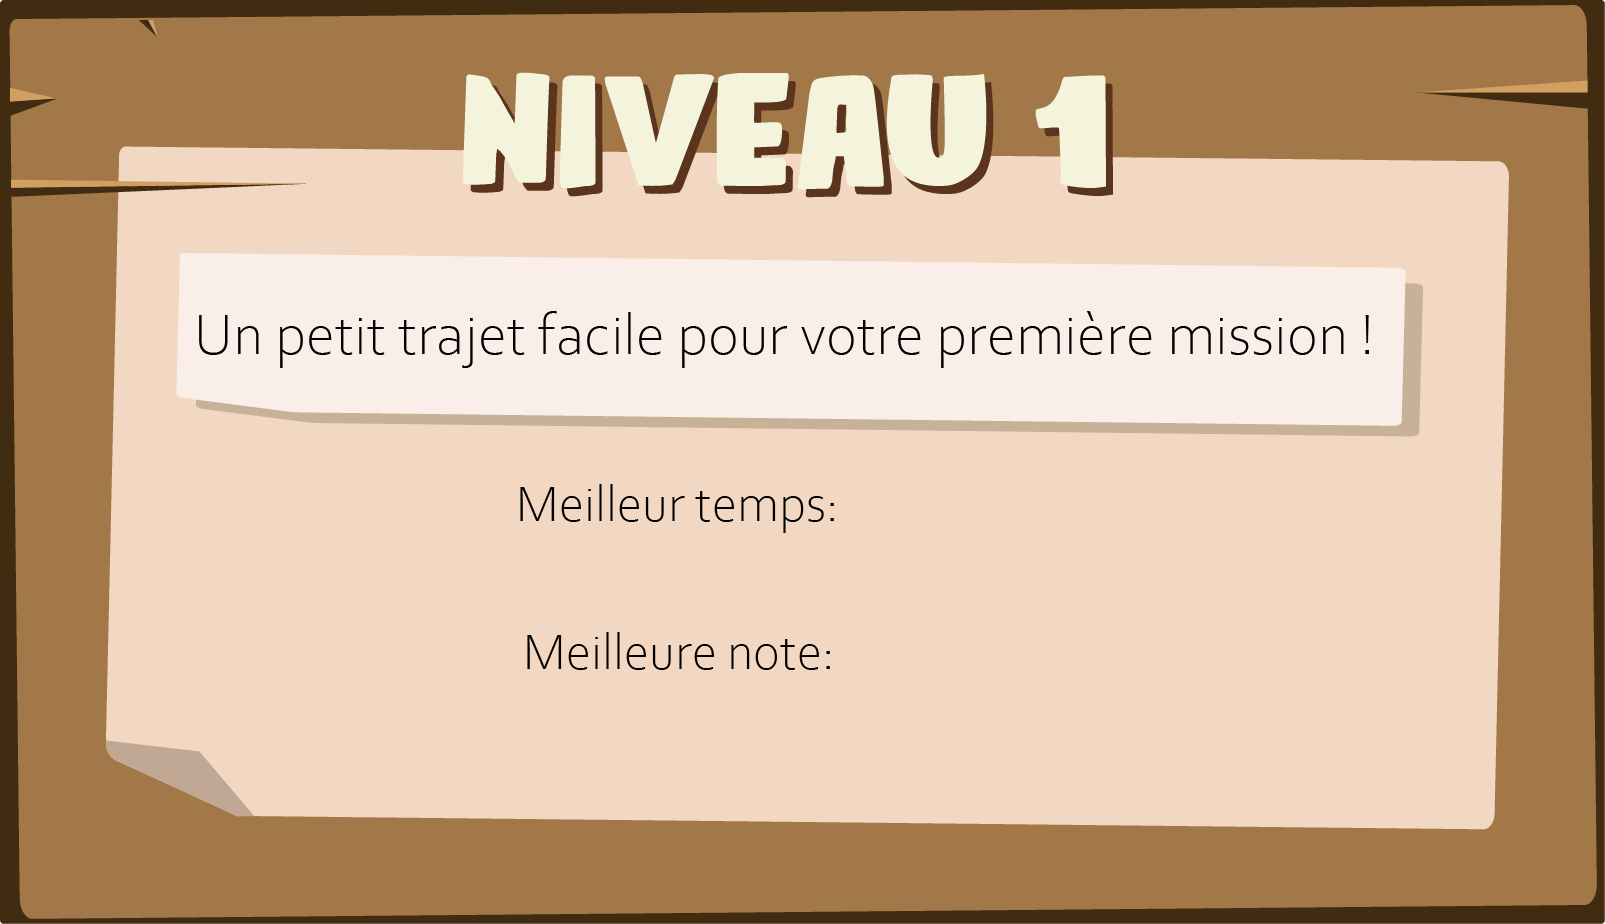 NIVEAU 1
Un petit trajet facile pour votre première mission !
Meilleur temps:
Meilleure note: